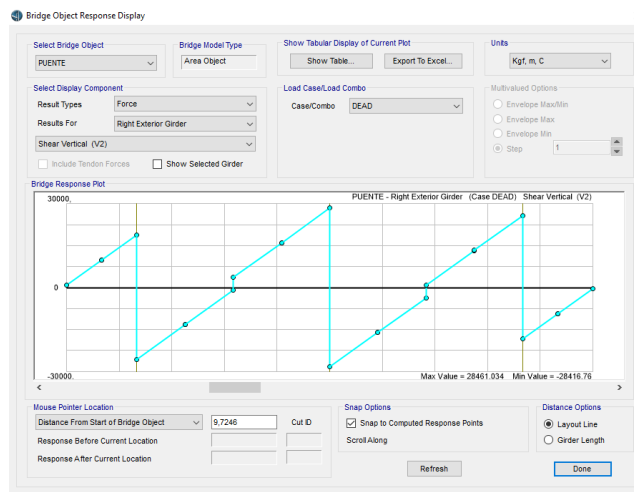 Bridge Object Response Display
Select Bridge Object
PUENTE
Bridge Model Type
Area Object
Show Tabular Display of Current Plot
Show Table...
Export To Excel...
Units
Kgf, m, C
Select Display Component
Result Types
Force
Results For
Right Exterior Girder
Shear Vertical (V2)
Include Tendon Forces
Show Selected Girder
Load Case/Load Combo
Case/Combo
DEAD
Multivalued Options
Envelope Max/Min
Envelope Max
Envelope Min
Step
1
Bridge Response Plot
30000,
PUENTE - Right Exterior Girder (Case DEAD) Shear Vertical (V2)
0
-30000.
Max Value = 28461.034 Min Value = -28416.76
Mouse Pointer Location
Distance From Start of Bridge Object
9,7246
Cut ID
Response Before Current Location
Response After Current Location
Snap Options
Snap to Computed Response Points
Scroll Along
Refresh
Distance Options
Layout Line
Girder Length
Done